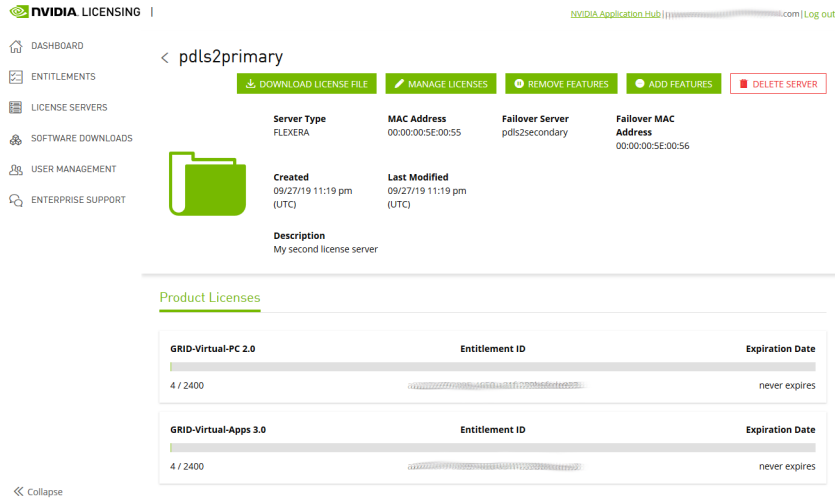 NVIDIA. LICENSING |
NVIDIA Application Hub | .com | Log out
DASHBOARD
ENTITLEMENTS
LICENSE SERVERS
SOFTWARE DOWNLOADS
USER MANAGEMENT
ENTERPRISE SUPPORT
Collapse
pdls2primary
DOWNLOAD LICENSE FILE MANAGE LICENSES REMOVE FEATURES ADD FEATURES DELETE SERVER
Server Type MAC Address Failover Server Failover MAC
Address
FLEXERA 00:00:00:5E:00:55 pdls2secondary
00:00:00:5E:00:56
Created Last Modified
09/27/19 11:19 pm 09/27/19 11:19 pm
(UTC) (UTC)
Description
My second license server
Product Licenses
GRID-Virtual-PC 2.0 Entitlement ID Expiration Date
4 / 2400 never expires
GRID-Virtual-Apps 3.0 Entitlement ID Expiration Date
4 / 2400 never expires